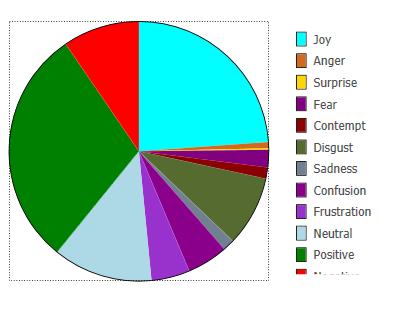 Joy
Anger
Surprise
Fear
Contempt
Disgust
Sadness
Confusion
Frustration
Neutral
Positive